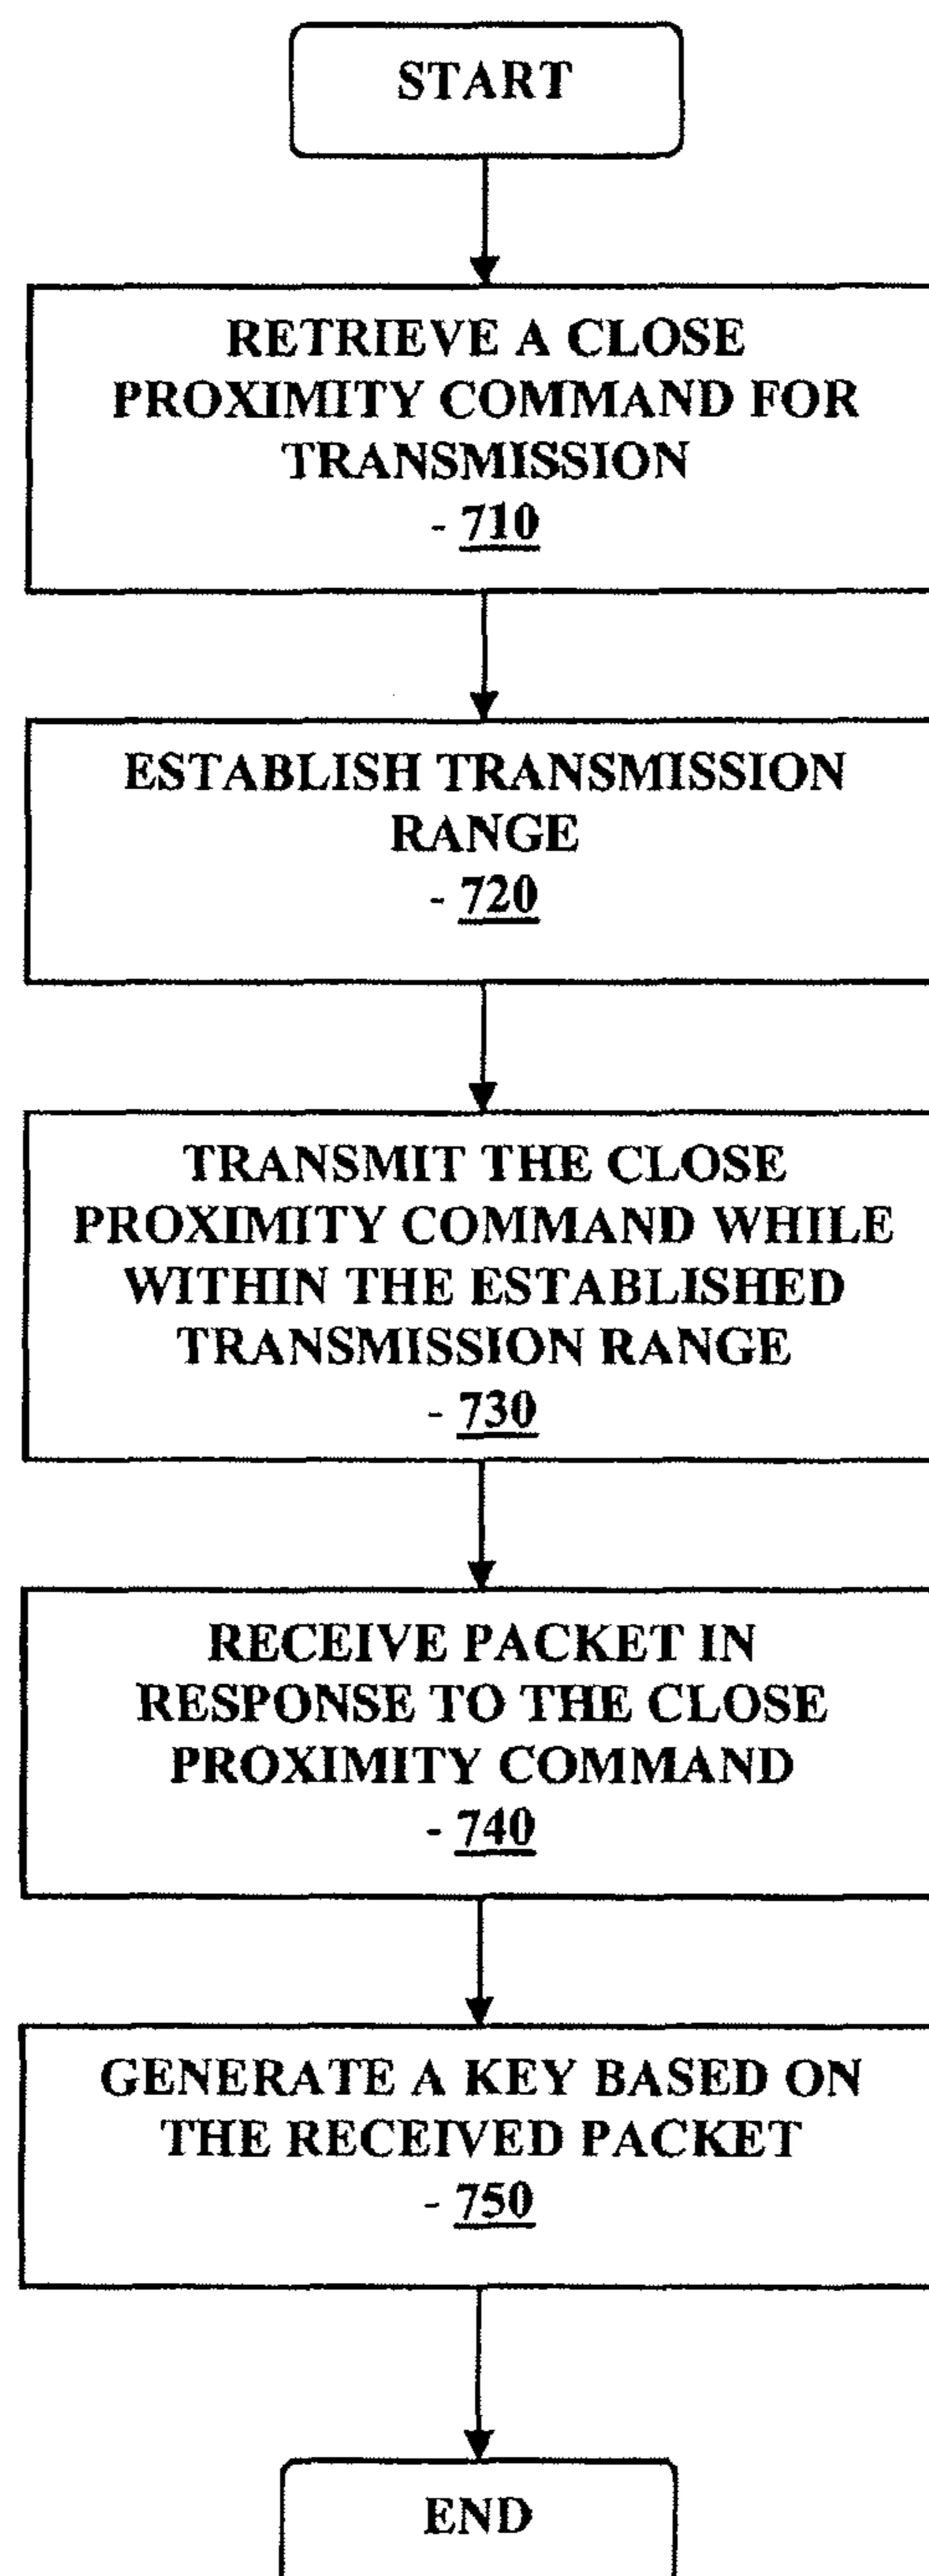 START
RETRIEVE A CLOSE
PROXIMITY COMMAND FOR
TRANSMISSION
- 710
ESTABLISH TRANSMISSION
RANGE
- 720
TRANSMIT THE CLOSE
PROXIMITY COMMAND WHILE
WITHIN THE ESTABLISHED
TRANSMISSION RANGE
- 730
RECEIVE PACKET IN
RESPONSE TO THE CLOSE
PROXIMITY COMMAND
- 740
GENERATE A KEY BASED ON
THE RECEIVED PACKET
- 750
END